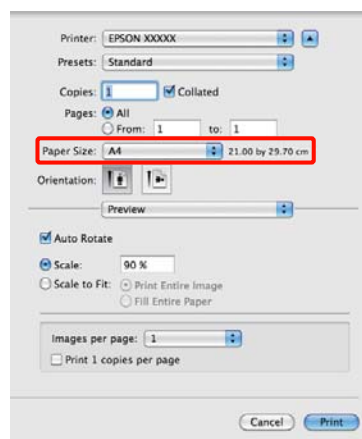 Printer: EPSON XXXXX
Presets: Standard
Copies: 1 Collated
Pages: All
From: 1 to: 1
Paper Size: A4 21.00 by 29.70 cm
Orientation:
Preview
Auto Rotate
Scale: 90 %
Scale to Fit: Print Entire Image
Fill Entire Paper
Images per page: 1
Print 1 copies per page
Cancel Print